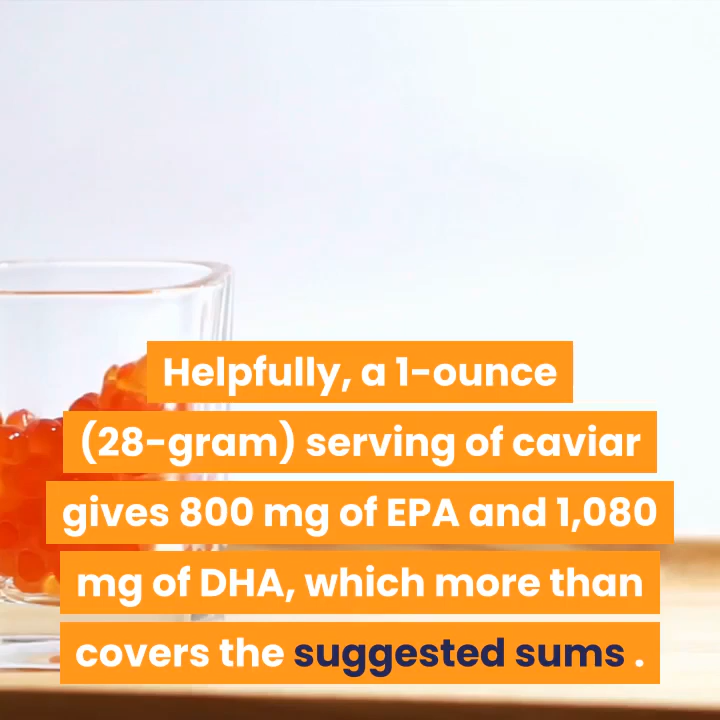 Helpfully, a 1-ounce
(28-gram) serving of caviar
gives 800 mg of EPA and 1,080
mg of DHA, which more than
covers the suggested sums .